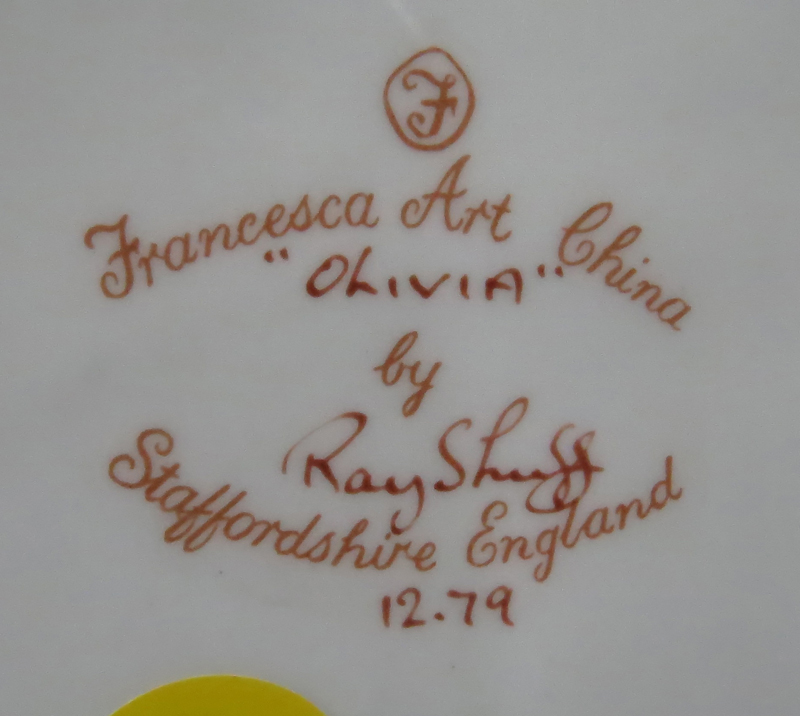 F
Francesca Art China
"OLIVIA"
by
Ray Shuff
Staffordshire England
12.79